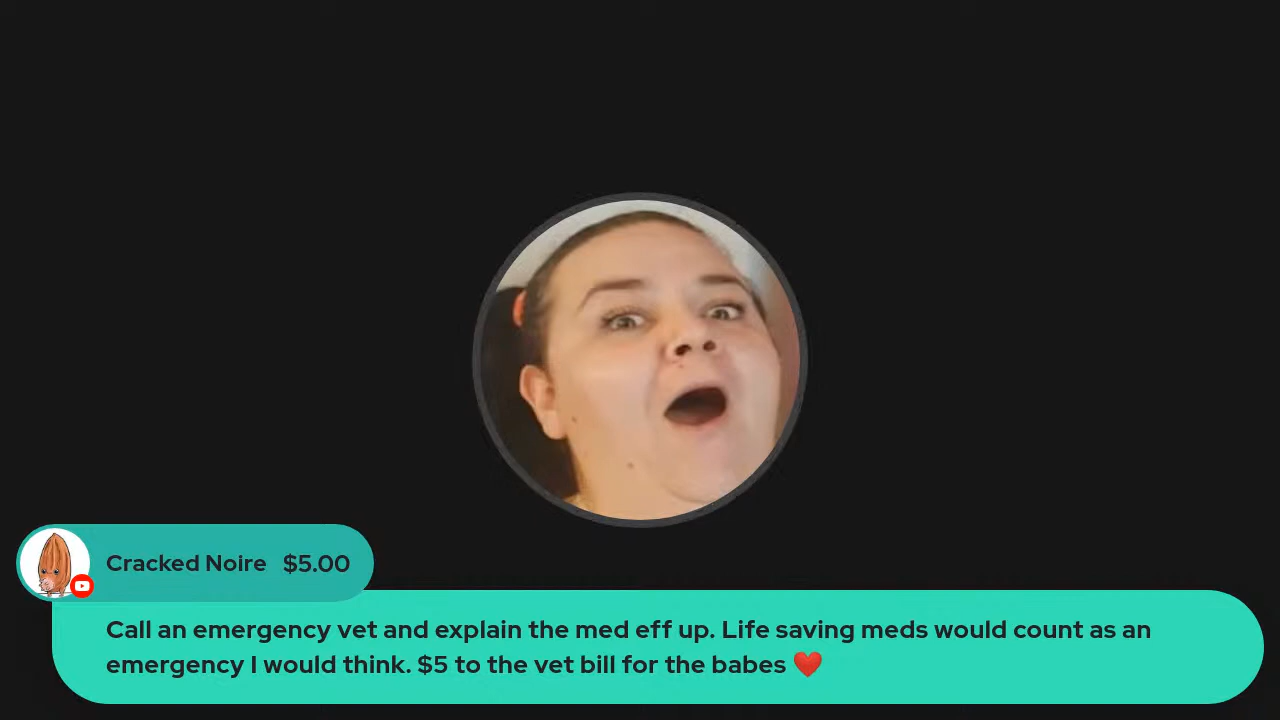 Cracked Noire $5.00
Call an emergency vet and explain the med eff up. Life saving meds would count as an
emergency I would think. $5 to the vet bill for the babes ❤️